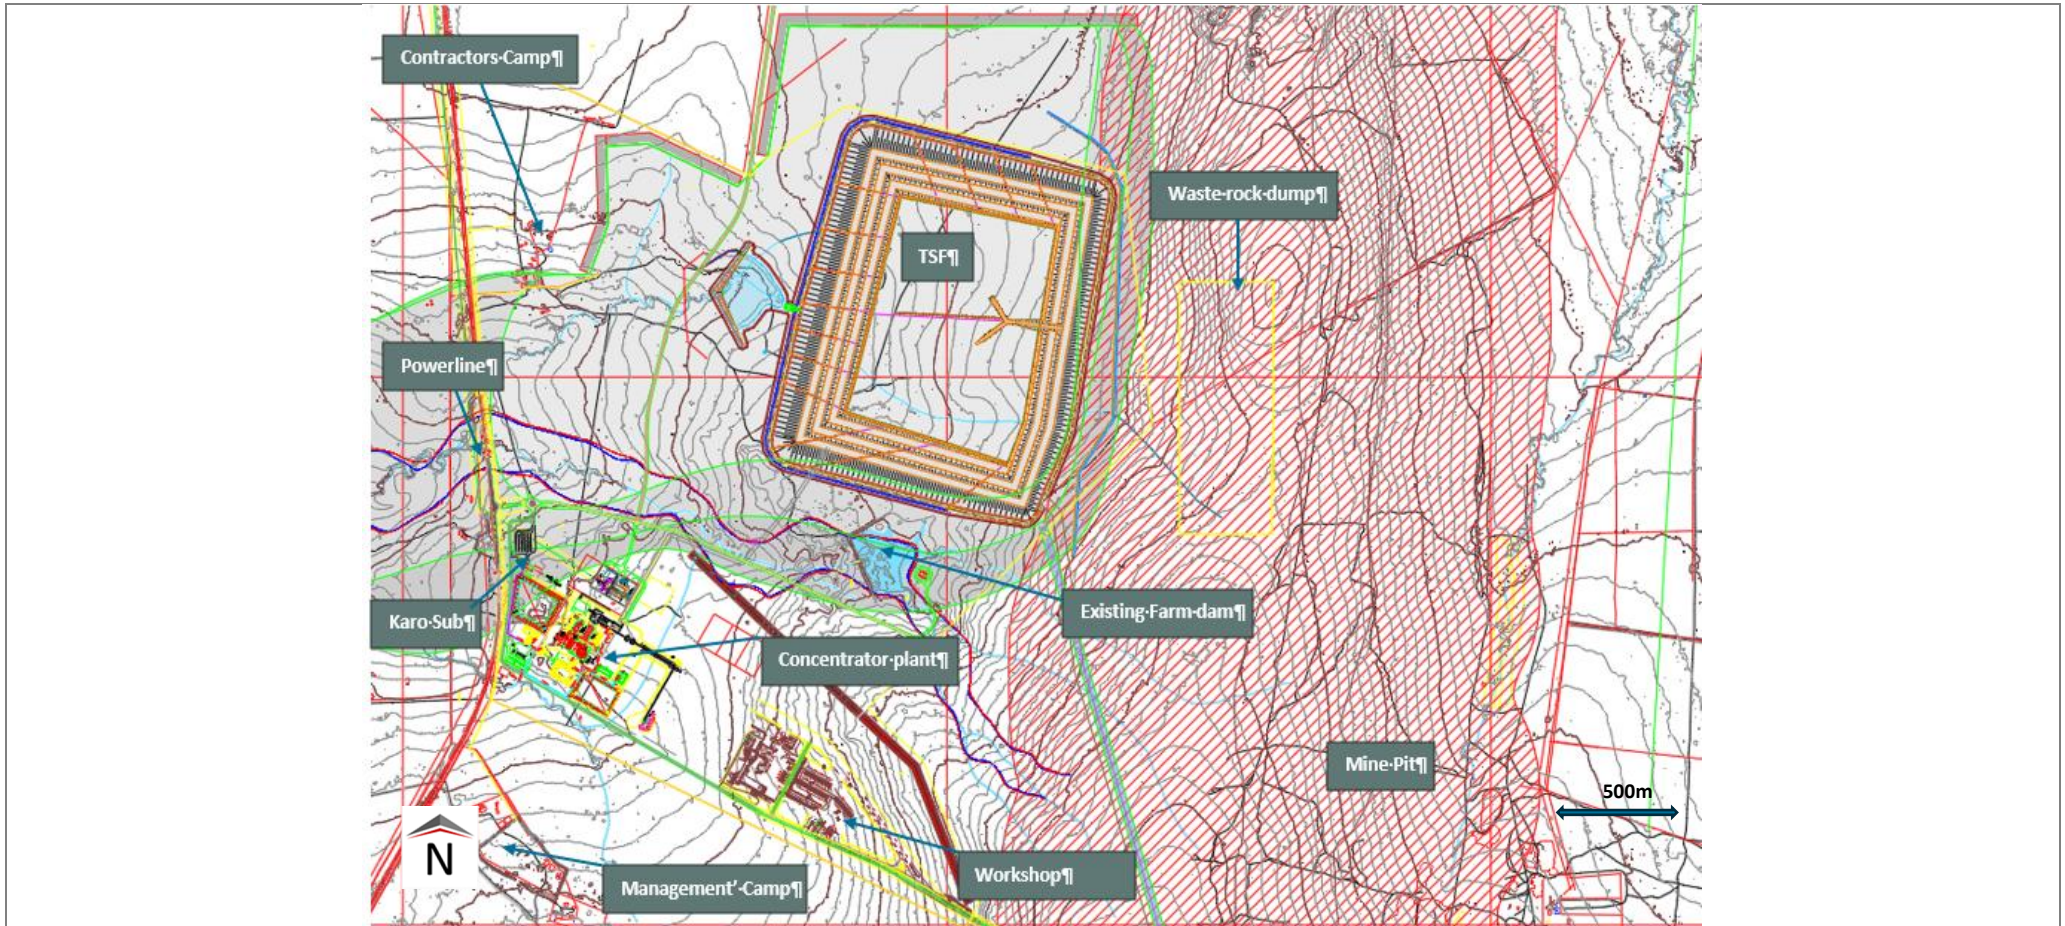 Contractors·Camp¶
Waste·rock·dump¶
TSF¶
Powerline¶
Karo·Sub¶
Existing·Farm·dam¶
Concentrator·plant¶
Mine·Pit¶
500m
N
Workshop¶
Management’·Camp¶